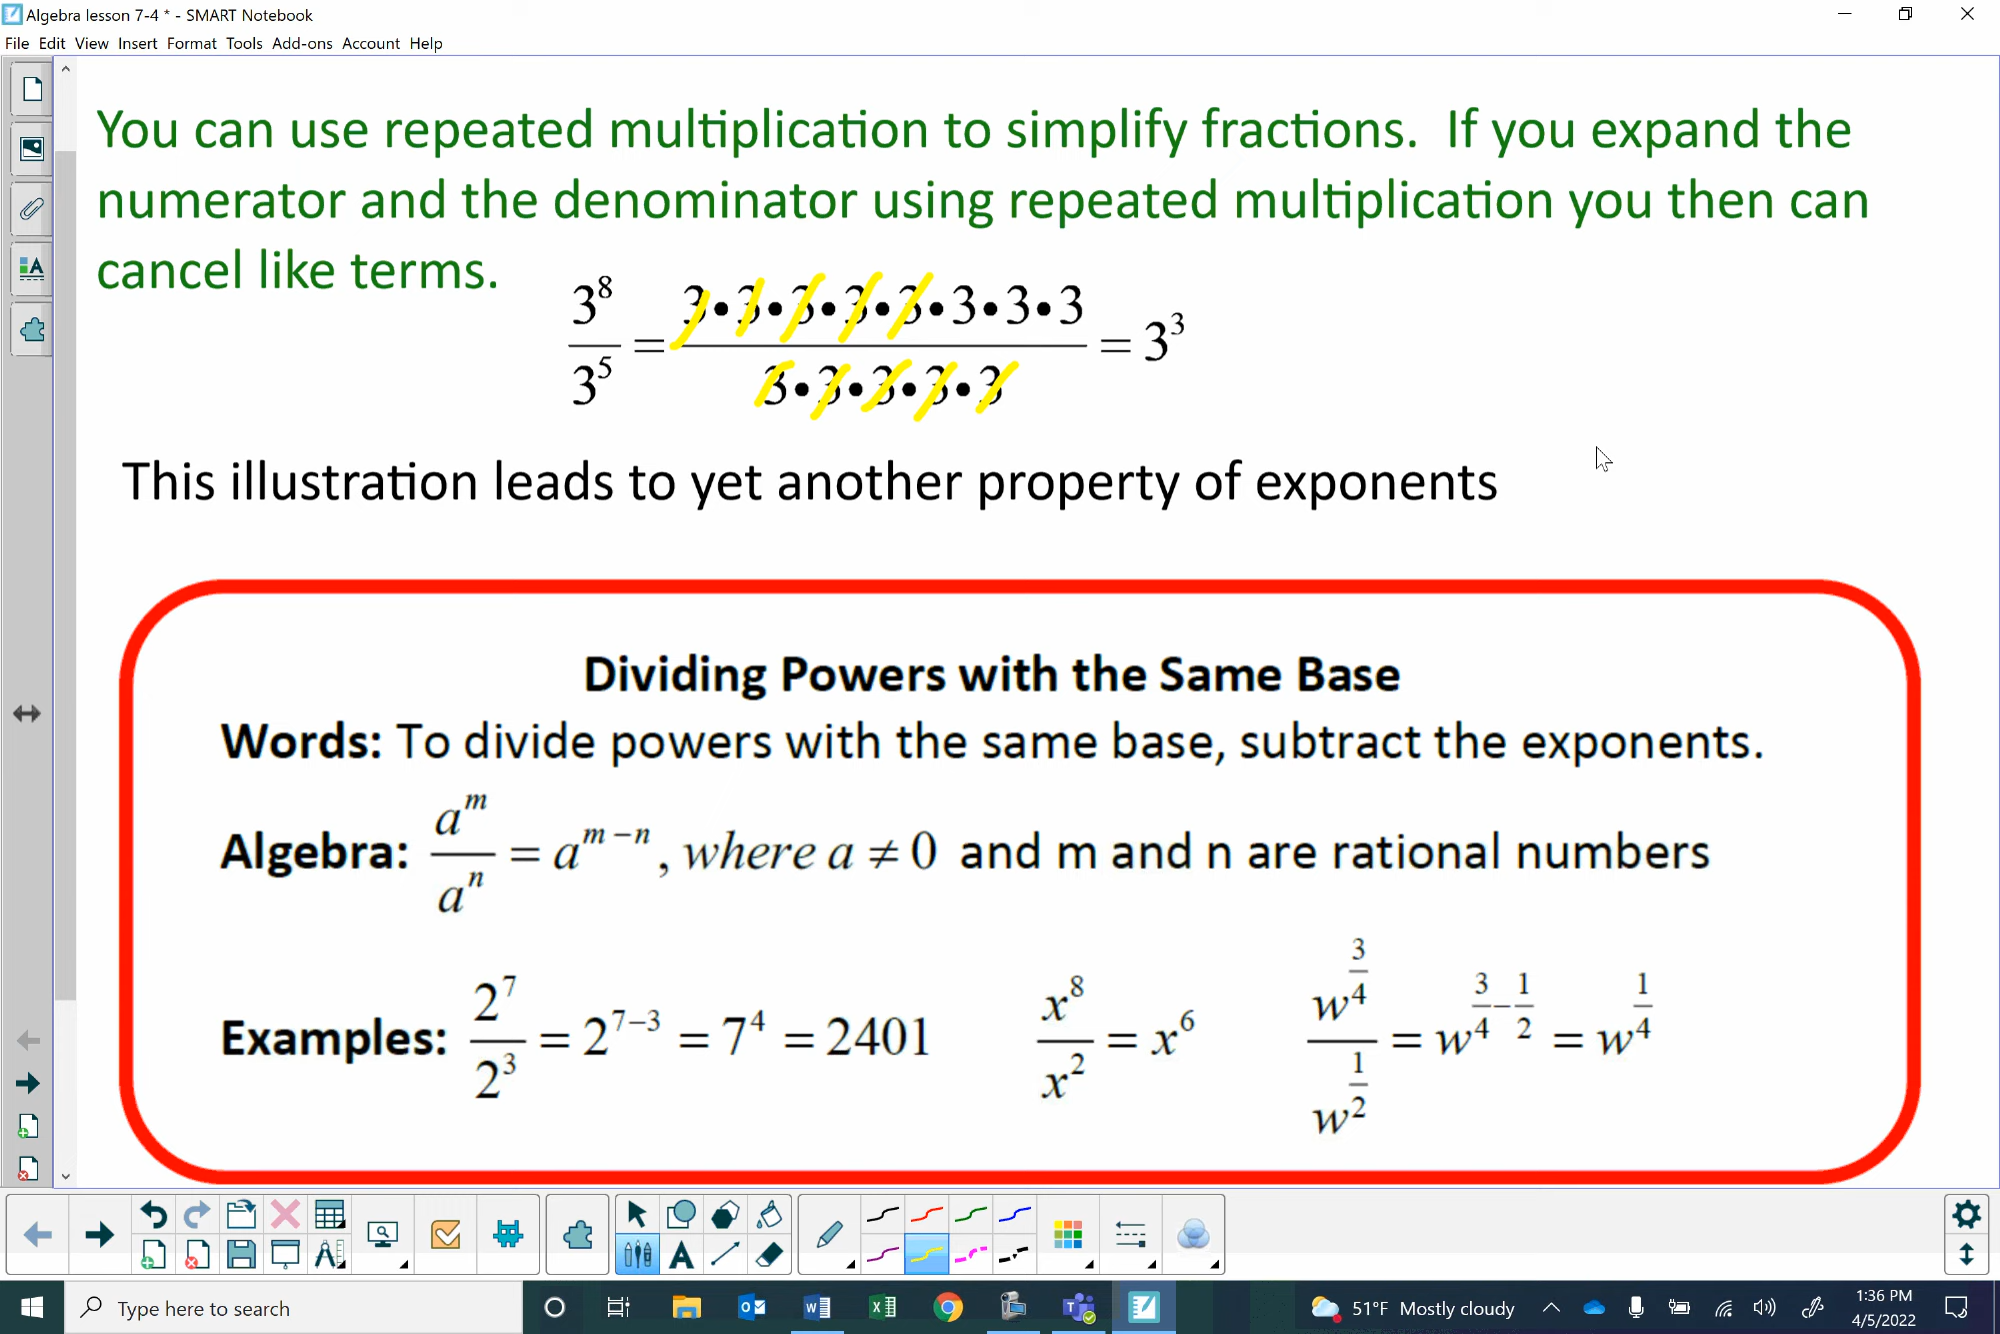 Algebra lesson 7-4 * - SMART Notebook
File Edit View Insert Format Tools Add-ons Account Help
You can use repeated multiplication to simplify fractions. If you expand the
numerator and the denominator using repeated multiplication you then can
cancel like terms.
3^8/3^5 = (3•3•3•3•3•3•3•3)/(3•3•3•3•3) = 3^3
This illustration leads to yet another property of exponents
Dividing Powers with the Same Base
Words: To divide powers with the same base, subtract the exponents.
Algebra: a^m/a^n = a^(m−n), where a ≠ 0 and m and n are rational numbers
Examples: 2^7/2^3 = 2^(7−3) = 7^4 = 2401 x^8/x^2 = x^6 w^(3/4)/w^(1/2) = w^(3/4−1/2) = w^(1/4)
Type here to search
51°F Mostly cloudy
1:36 PM
4/5/2022